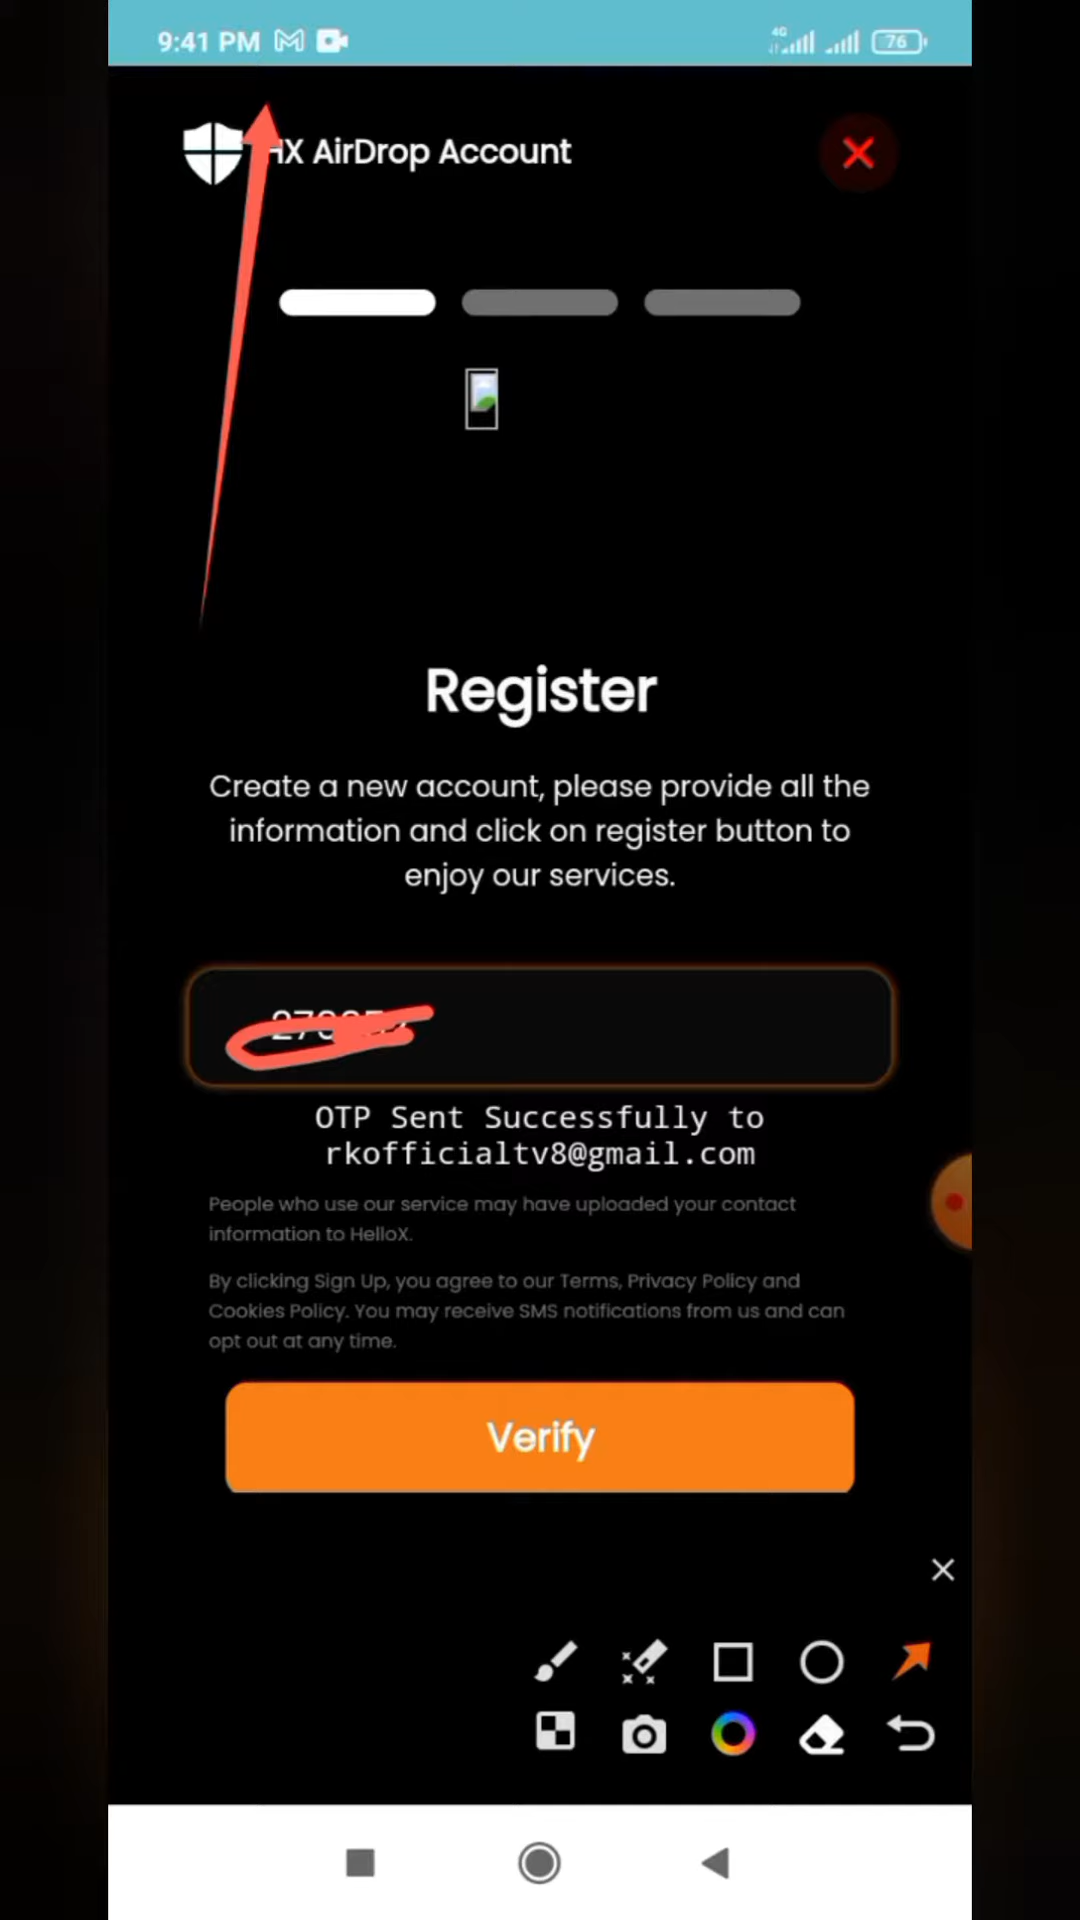 9:41 PM
4G
76
HX AirDrop Account
Register
Create a new account, please provide all the
information and click on register button to
enjoy our services.
OTP Sent Successfully to
rkofficialtv8@gmail.com
People who use our service may have uploaded your contact
information to HelloX.
By clicking Sign Up, you agree to our Terms, Privacy Policy and
Cookies Policy. You may receive SMS notifications from us and can
opt out at any time.
Verify